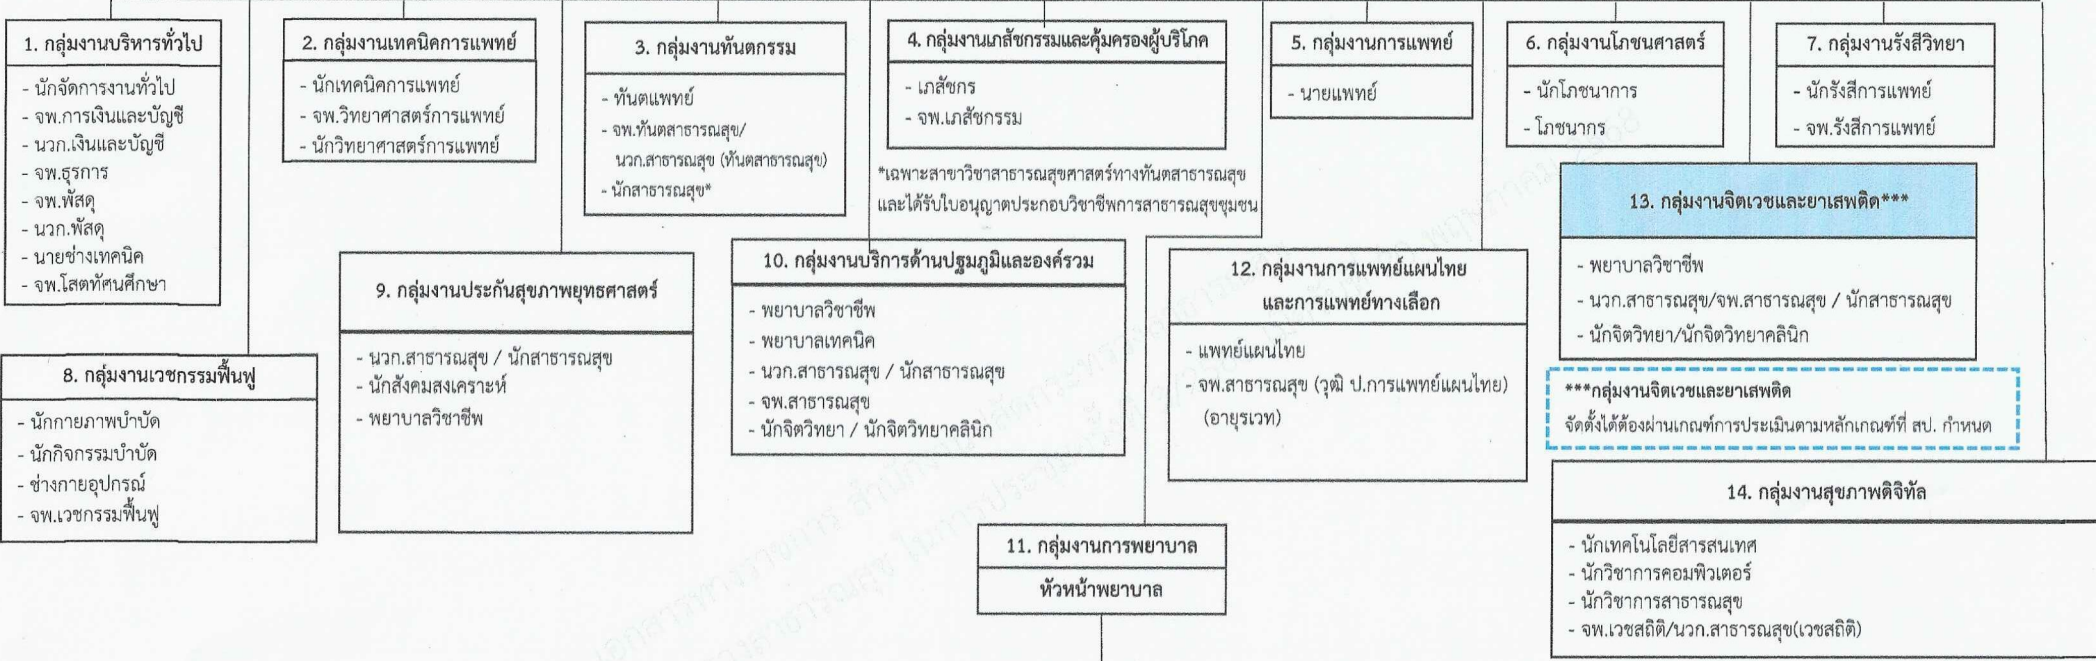 1. กลุ่มงานบริหารทั่วไป
- นักจัดการงานทั่วไป
- จพ.การเงินและบัญชี
- นวก.เงินและบัญชี
- จพ.ธุรการ
- จพ.พัสดุ
- นวก.พัสดุ
- นายช่างเทคนิค
- จพ.โสตทัศนศึกษา
2. กลุ่มงานเทคนิคการแพทย์
- นักเทคนิคการแพทย์
- จพ.วิทยาศาสตร์การแพทย์
- นักวิทยาศาสตร์การแพทย์
3. กลุ่มงานทันตกรรม
- ทันตแพทย์
- จพ.ทันตสาธารณสุข/
นวก.สาธารณสุข (ทันตสาธารณสุข)
- นักสาธารณสุข*
4. กลุ่มงานเภสัชกรรมและคุ้มครองผู้บริโภค
- เภสัชกร
- จพ.เภสัชกรรม
*เฉพาะสาขาวิชาสาธารณสุขศาสตร์ทางทันตสาธารณสุข
และได้รับใบอนุญาตประกอบวิชาชีพการสาธารณสุขชุมชน
5. กลุ่มงานการแพทย์
- นายแพทย์
6. กลุ่มงานโภชนศาสตร์
- นักโภชนาการ
- โภชนากร
7. กลุ่มงานรังสีวิทยา
- นักรังสีการแพทย์
- จพ.รังสีการแพทย์
8. กลุ่มงานเวชกรรมฟื้นฟู
- นักกายภาพบำบัด
- นักกิจกรรมบำบัด
- ช่างกายอุปกรณ์
- จพ.เวชกรรมฟื้นฟู
9. กลุ่มงานประกันสุขภาพยุทธศาสตร์
- นวก.สาธารณสุข / นักสาธารณสุข
- นักสังคมสงเคราะห์
- พยาบาลวิชาชีพ
10. กลุ่มงานบริการด้านปฐมภูมิและองค์รวม
- พยาบาลวิชาชีพ
- พยาบาลเทคนิค
- นวก.สาธารณสุข / นักสาธารณสุข
- จพ.สาธารณสุข
- นักจิตวิทยา / นักจิตวิทยาคลินิก
11. กลุ่มงานการพยาบาล
หัวหน้าพยาบาล
12. กลุ่มงานการแพทย์แผนไทย
และการแพทย์ทางเลือก
- แพทย์แผนไทย
- จพ.สาธารณสุข (วุฒิ ป.การแพทย์แผนไทย)
(อายุรเวท)
13. กลุ่มงานจิตเวชและยาเสพติด***
- พยาบาลวิชาชีพ
- นวก.สาธารณสุข/จพ.สาธารณสุข / นักสาธารณสุข
- นักจิตวิทยา/นักจิตวิทยาคลินิก
***กลุ่มงานจิตเวชและยาเสพติด
จัดตั้งได้ต้องผ่านเกณฑ์การประเมินตามหลักเกณฑ์ที่ สป. กำหนด
14. กลุ่มงานสุขภาพดิจิทัล
- นักเทคโนโลยีสารสนเทศ
- นักวิชาการคอมพิวเตอร์
- นักวิชาการสาธารณสุข
- จพ.เวชสถิติ/นวก.สาธารณสุข(เวชสถิติ)